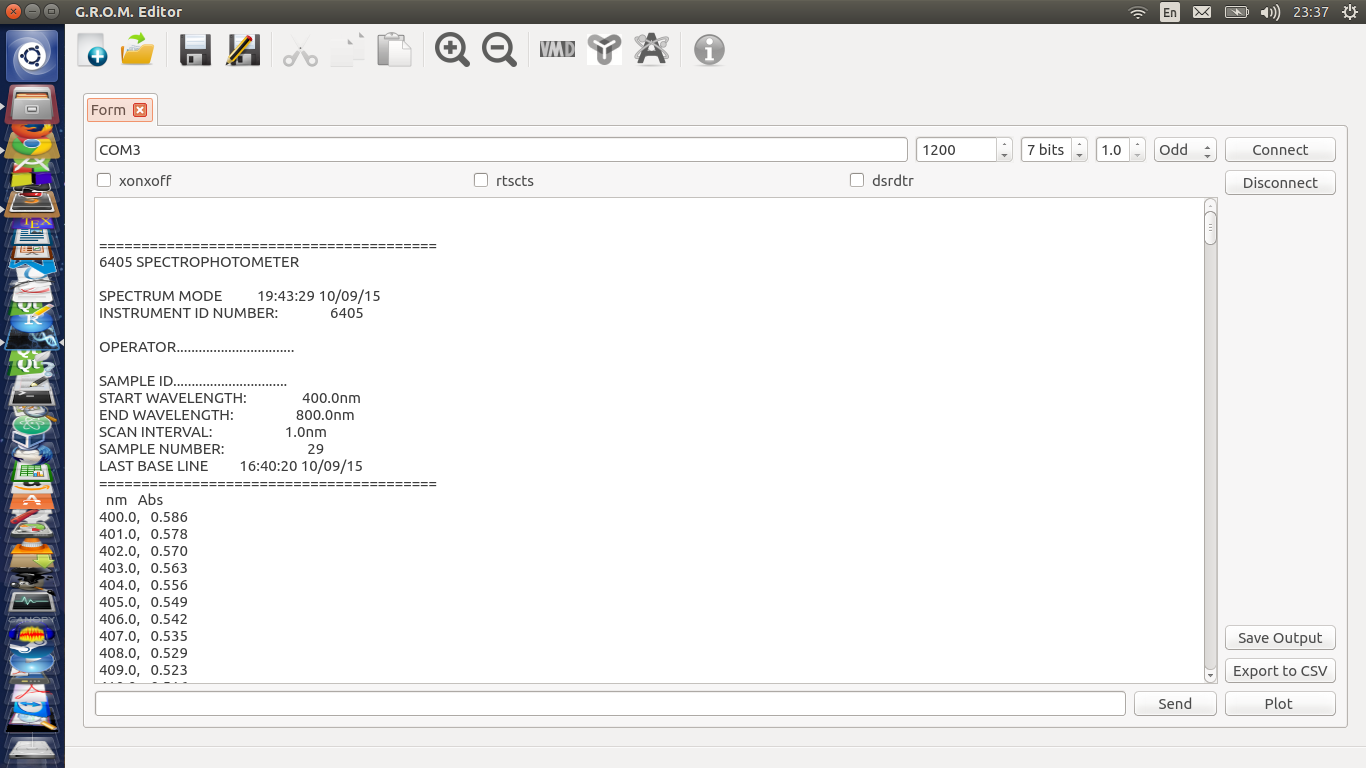 G.R.O.M. Editor
En
23:37
VMD
Form
COM3
1200
7 bits
1.0
Odd
Connect
xonxoff
rtscts
dsrdtr
Disconnect
========================================
6405 SPECTROPHOTOMETER
SPECTRUM MODE 19:43:29 10/09/15
INSTRUMENT ID NUMBER: 6405
OPERATOR................................
SAMPLE ID...............................
START WAVELENGTH: 400.0nm
END WAVELENGTH: 800.0nm
SCAN INTERVAL: 1.0nm
SAMPLE NUMBER: 29
LAST BASE LINE 16:40:20 10/09/15
========================================
nm Abs
400.0, 0.586
401.0, 0.578
402.0, 0.570
403.0, 0.563
404.0, 0.556
405.0, 0.549
406.0, 0.542
407.0, 0.535
408.0, 0.529
409.0, 0.523
Save Output
Export to CSV
Send
Plot